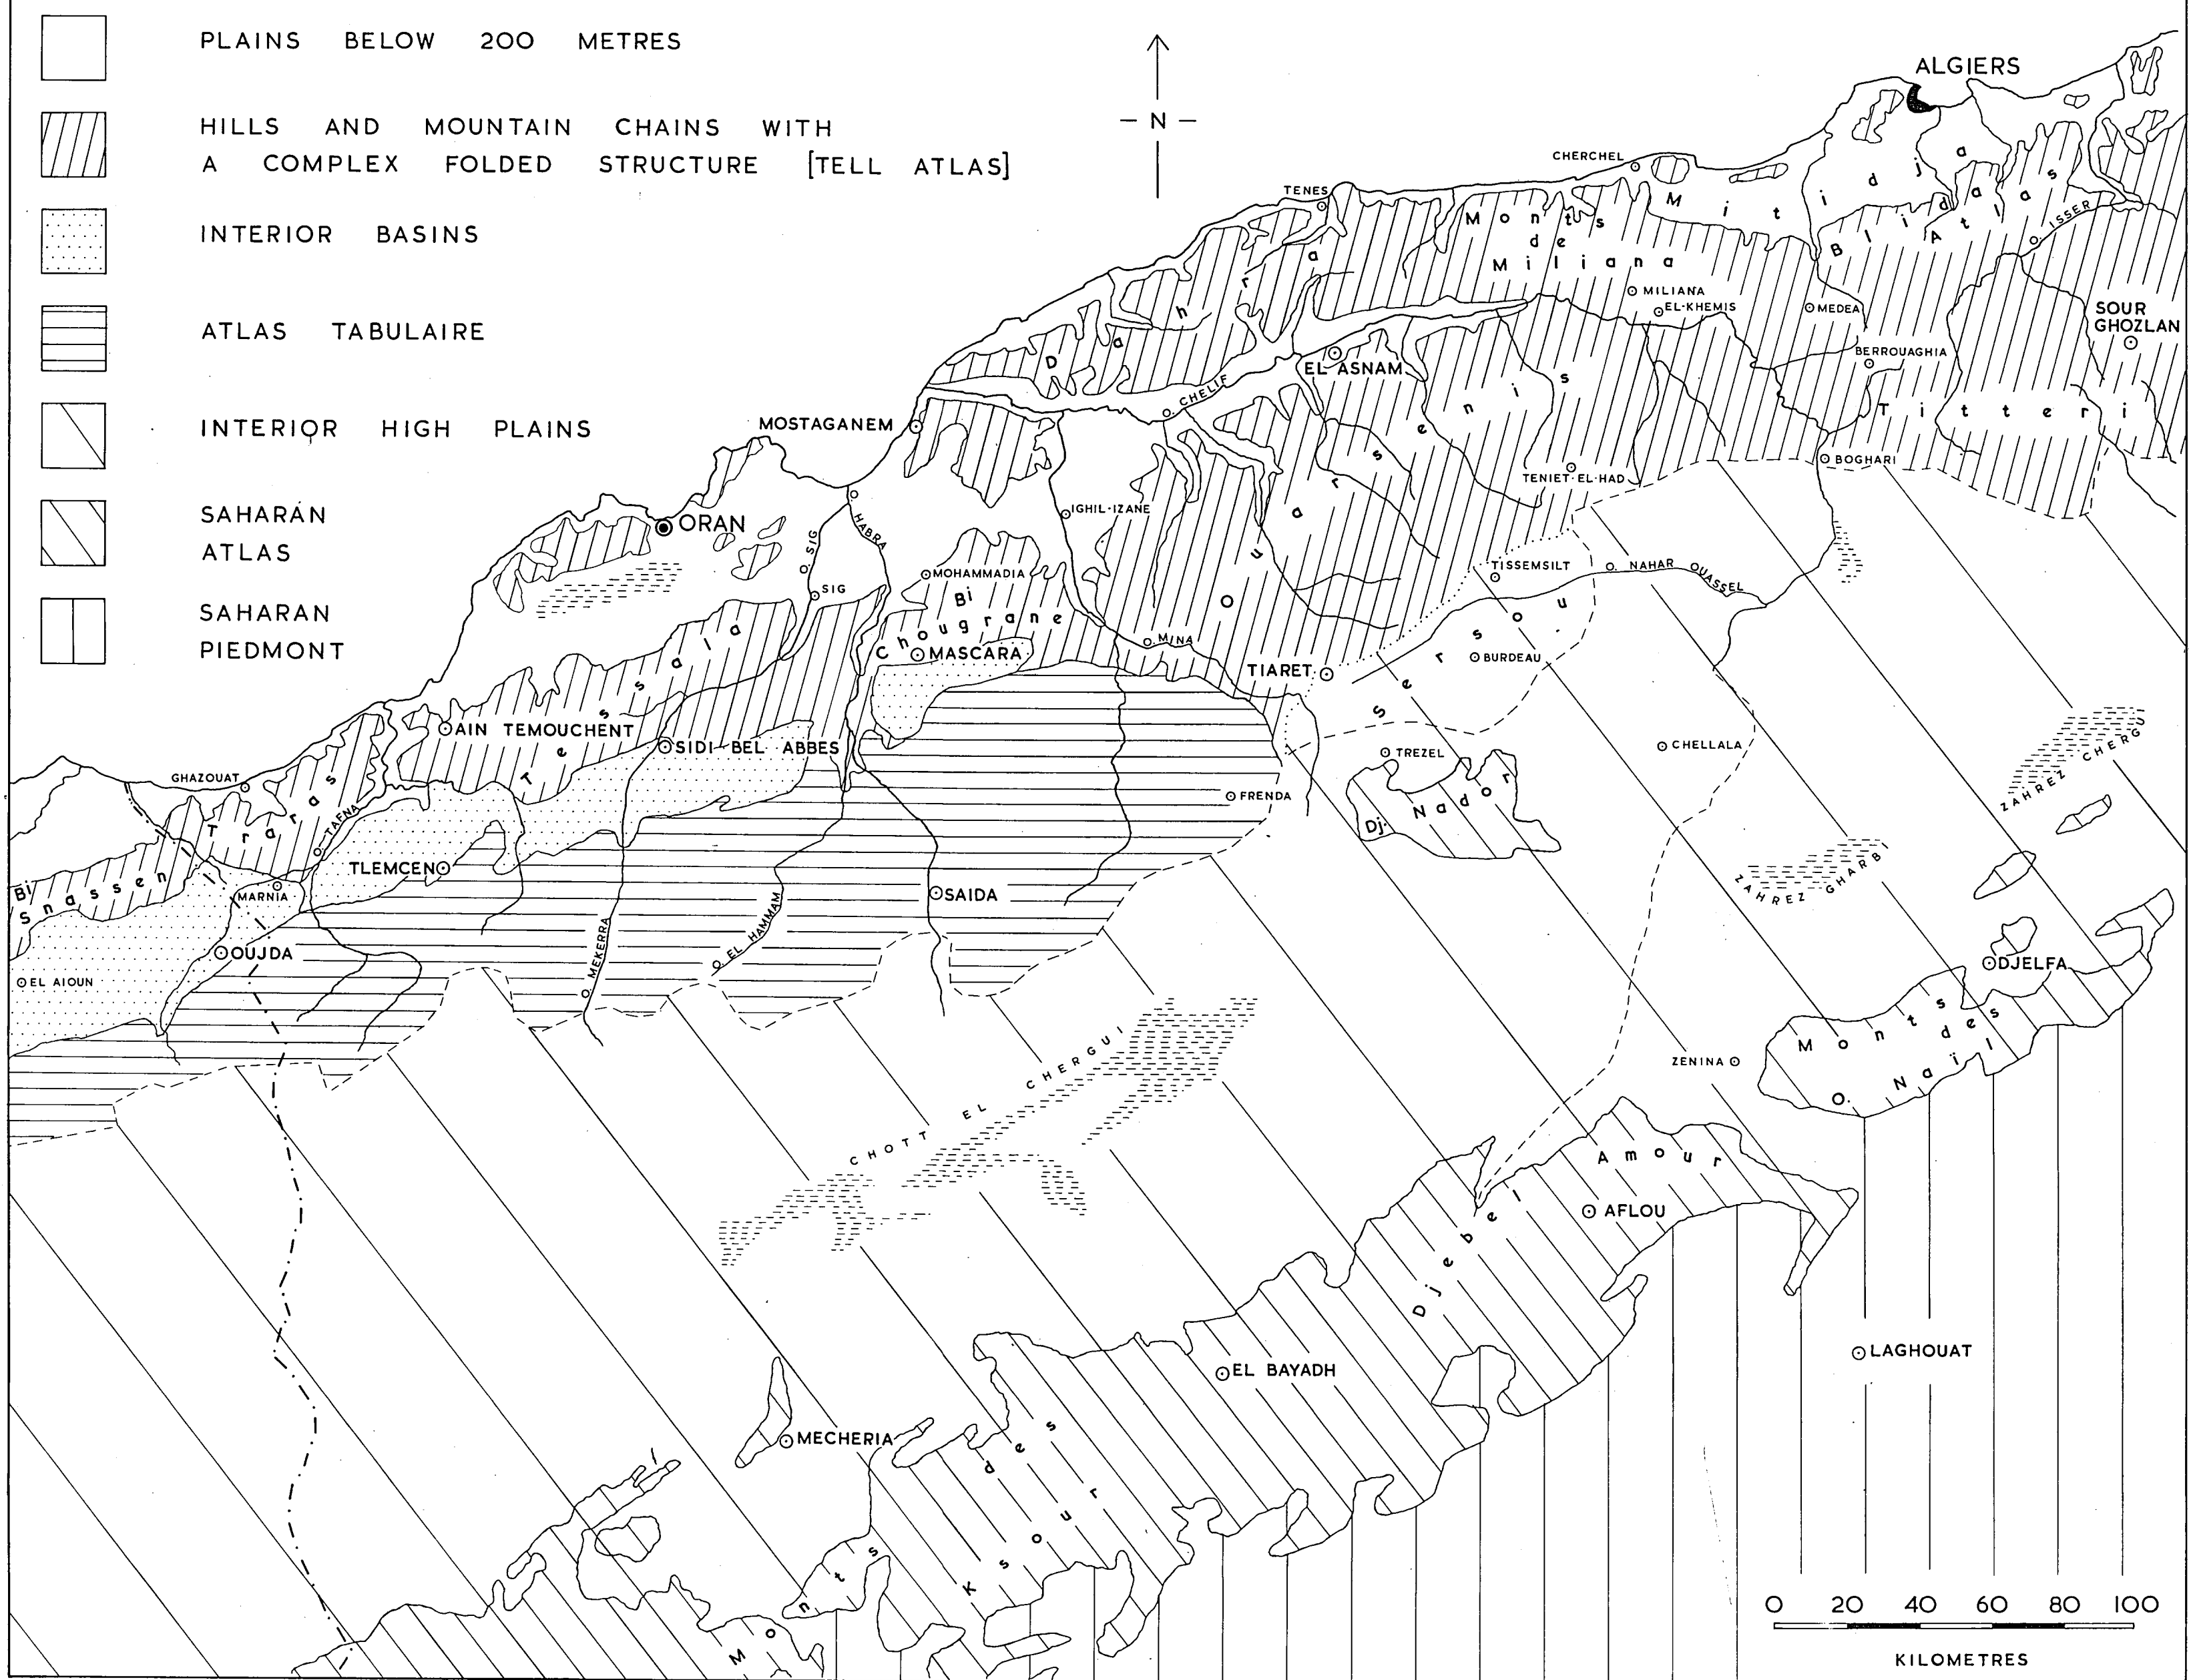 PLAINS BELOW 200 METRES
HILLS AND MOUNTAIN CHAINS WITH
A COMPLEX FOLDED STRUCTURE [TELL ATLAS]
INTERIOR BASINS
ATLAS TABULAIRE
INTERIOR HIGH PLAINS
SAHARAN
ATLAS
SAHARAN
PIEDMONT
N
ALGIERS
CHERCHEL
TENES
Mitidja
Monts
de
Miliana
Blida
Atlas
O. ISSER
MILIANA
EL-KHEMIS
MEDEA
SOUR
GHOZLAN
BERROUAGHIA
Dahra
EL ASNAM
O. CHELIF
Titteri
MOSTAGANEM
BOGHARI
TENIET-EL-HAD
Ouarsenis
IGHIL-IZANE
ORAN
O. SIG
HABRA
MOHAMMADIA
SIG
TISSEMSILT
O. NAHAR OUASSEL
Bi
Chougrane
MASCARA
O. MINA
TIARET
BURDEAU
Sersou
Tessala
AIN TEMOUCHENT
SIDI-BEL ABBES
TREZEL
CHELLALA
ZAHREZ CHERGUI
GHAZOUAT
FRENDA
Dj. Nador
Traras
O. TAFNA
TLEMCEN
ZAHREZ GHARBI
Bi
Snassen
MARNIA
SAIDA
OUJDA
MEKERRA
O. EL HAMMAM
EL AIOUN
DJELFA
CHOTT EL CHERGUI
Monts
des
O. Nail
ZENINA
Djebel Amour
AFLOU
LAGHOUAT
EL BAYADH
MECHERIA
Monts
des
Ksour
0 20 40 60 80 100
KILOMETRES